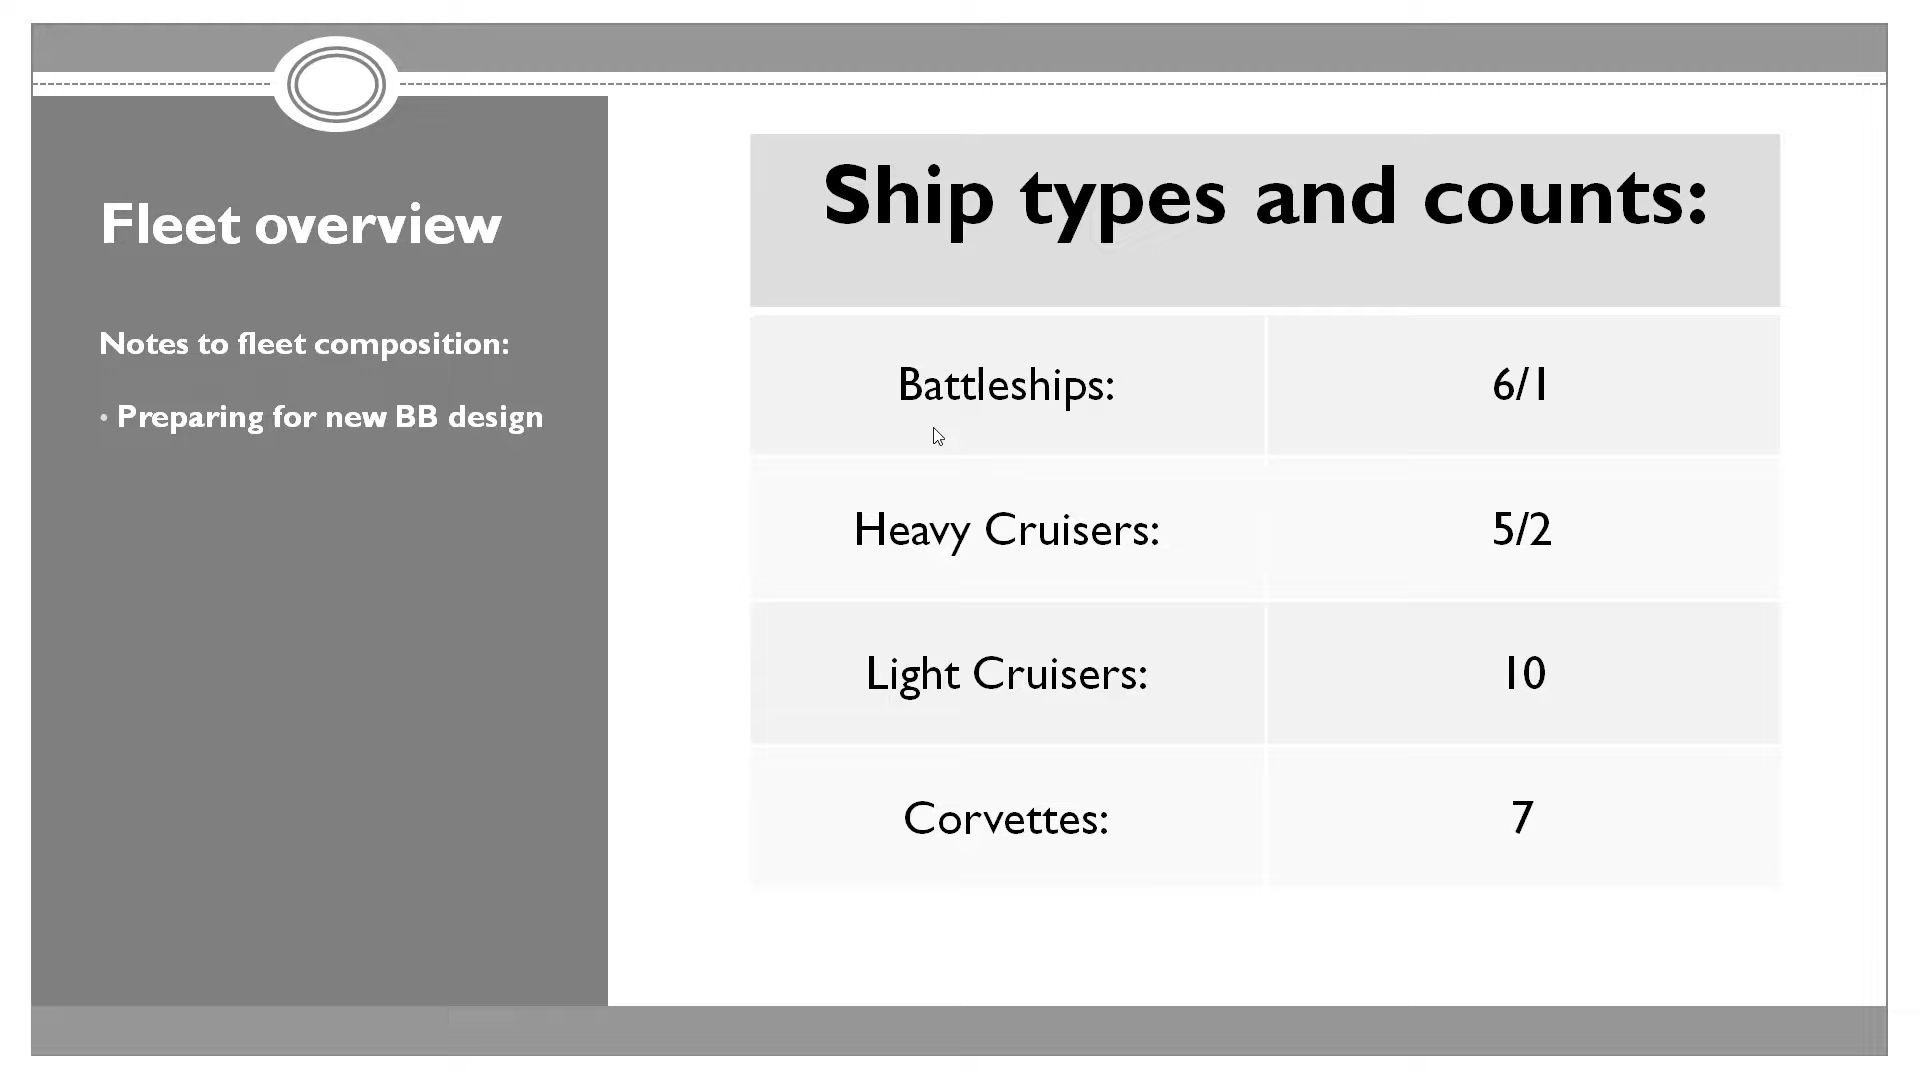 Fleet overview
Notes to fleet composition:
• Preparing for new BB design
Ship types and counts:
Battleships: 6/1
Heavy Cruisers: 5/2
Light Cruisers: 10
Corvettes: 7